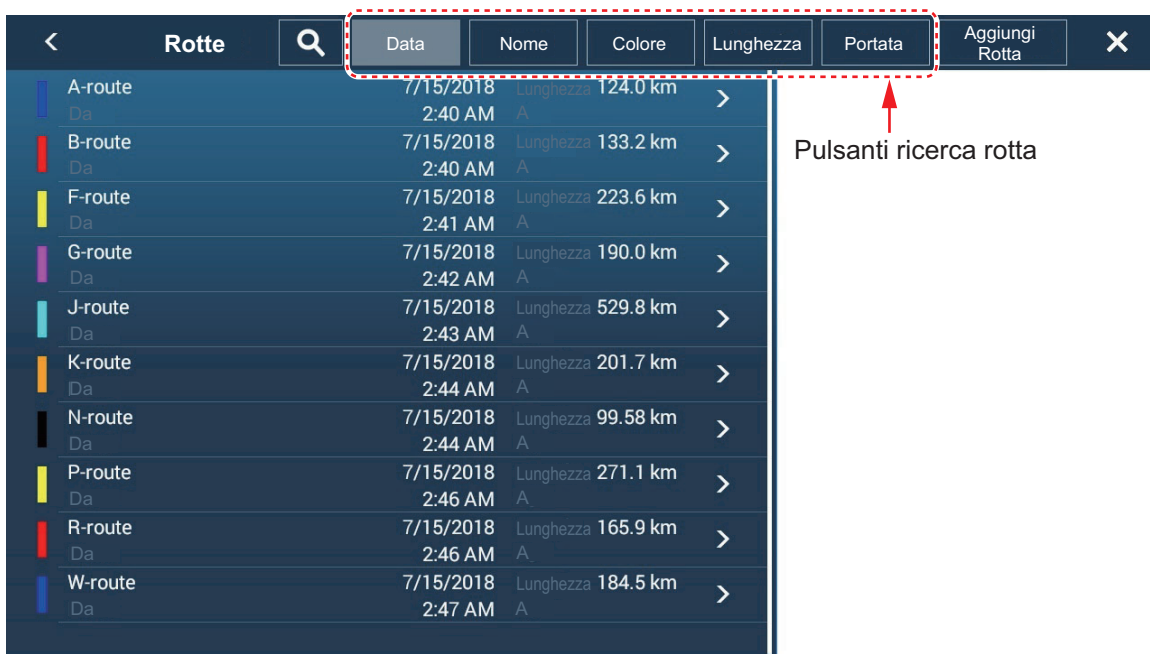 Rotte
Data
Nome
Colore
Lunghezza
Portata
Aggiungi
Rotta
Pulsanti ricerca rotta
A-route 7/15/2018 Lunghezza 124.0 km
Da 2:40 AM A
B-route 7/15/2018 Lunghezza 133.2 km
Da 2:40 AM A
F-route 7/15/2018 Lunghezza 223.6 km
Da 2:41 AM A
G-route 7/15/2018 Lunghezza 190.0 km
Da 2:42 AM A
J-route 7/15/2018 Lunghezza 529.8 km
Da 2:43 AM A
K-route 7/15/2018 Lunghezza 201.7 km
Da 2:44 AM A
N-route 7/15/2018 Lunghezza 99.58 km
Da 2:44 AM A
P-route 7/15/2018 Lunghezza 271.1 km
Da 2:46 AM A
R-route 7/15/2018 Lunghezza 165.9 km
Da 2:46 AM A
W-route 7/15/2018 Lunghezza 184.5 km
Da 2:47 AM A